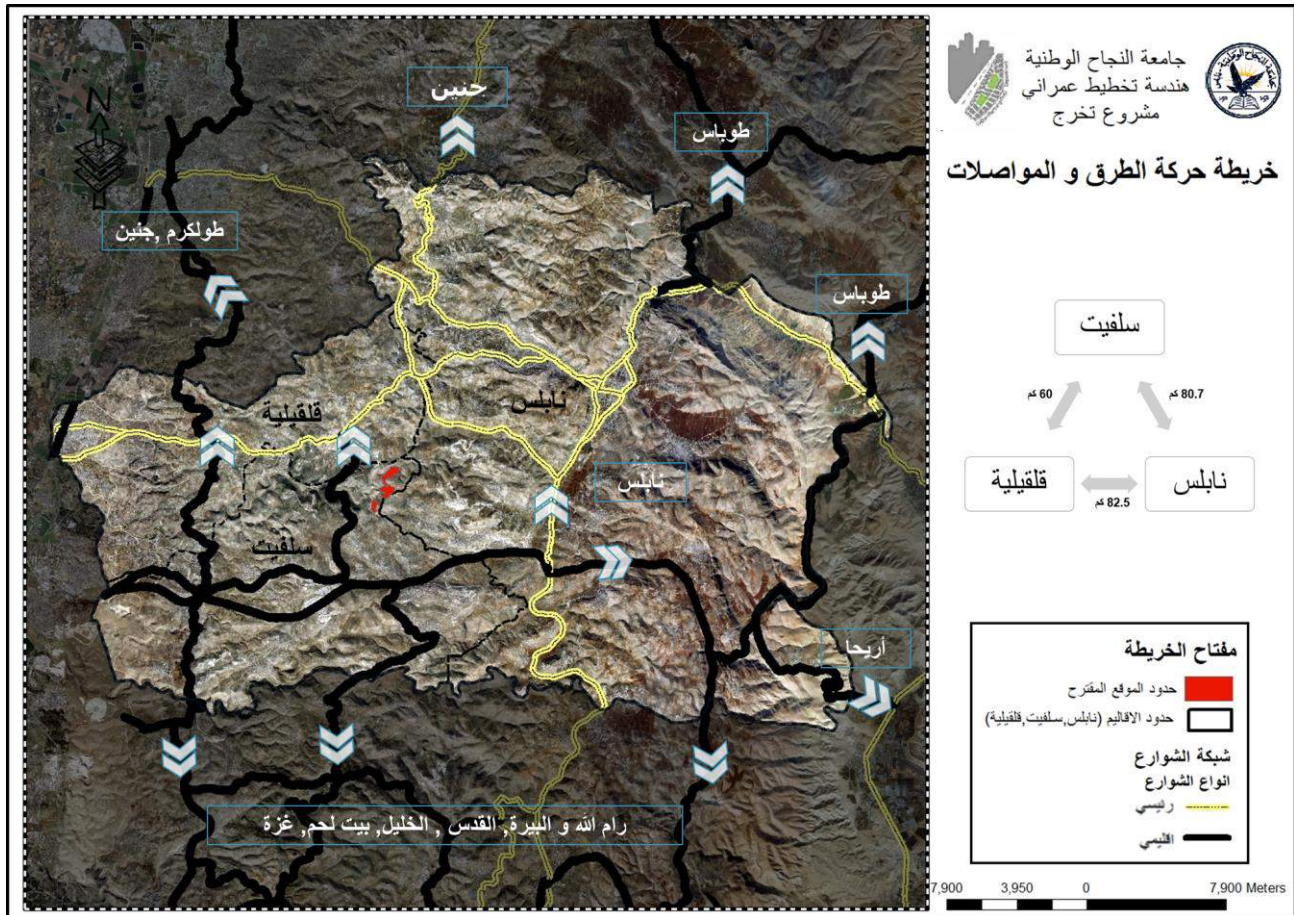 جامعة النجاح الوطنية
هندسة تخطيط عمراني
مشروع تخرج
خريطة حركة الطرق و المواصلات
N
جنين
طوباس
طولكرم ,جنين
طوباس
قلقيلية
نابلس
نابلس
سلفيت
أريحا
رام الله و البيرة, القدس , الخليل, بيت لحم, غزة
سلفيت
60 كم
80.7 كم
قلقيلية
نابلس
82.5 كم
مفتاح الخريطة
حدود الموقع المقترح
حدود الاقاليم (نابلس,سلفيت,قلقيلية)
شبكة الشوارع
انواع الشوارع
رئيسي
اقليمي
7,900 3,950 0 7,900 Meters